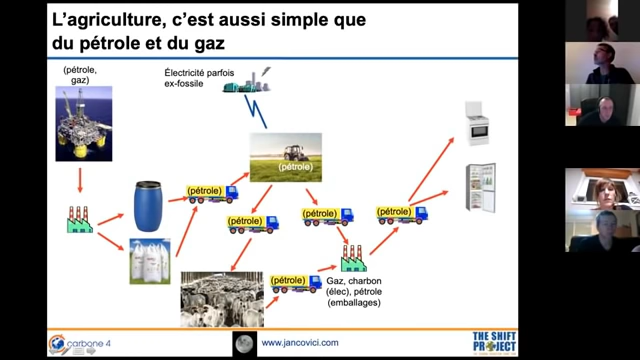 L’agriculture, c’est aussi simple que
du pétrole et du gaz
(pétrole,
gaz)
Électricité parfois
ex-fossile
(pétrole)
(pétrole)
(pétrole)
(pétrole)
(pétrole)
(pétrole)
Gaz, charbon
(élec), pétrole
(emballages)
carbone 4
www.jancovici.com
THE SHIFT
PROJECT